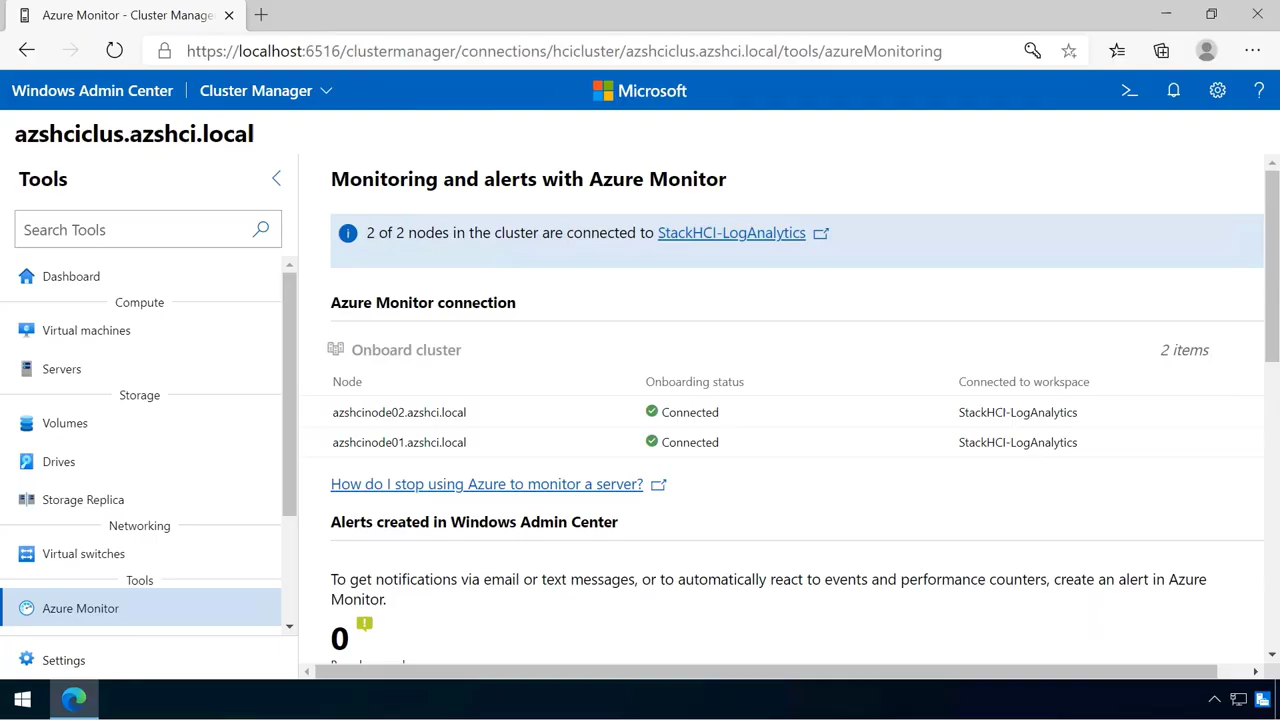 Azure Monitor - Cluster Manage
https://localhost:6516/clustermanager/connections/hcicluster/azshciclus.azshci.local/tools/azureMonitoring
Windows Admin Center
Cluster Manager
Microsoft
azshciclus.azshci.local
Tools
Search Tools
Dashboard
Compute
Virtual machines
Servers
Storage
Volumes
Drives
Storage Replica
Networking
Virtual switches
Tools
Azure Monitor
Settings
Monitoring and alerts with Azure Monitor
2 of 2 nodes in the cluster are connected to StackHCI-LogAnalytics
Azure Monitor connection
Onboard cluster
2 items
Node Onboarding status Connected to workspace
azshcinode02.azshci.local Connected StackHCI-LogAnalytics
azshcinode01.azshci.local Connected StackHCI-LogAnalytics
How do I stop using Azure to monitor a server?
Alerts created in Windows Admin Center
To get notifications via email or text messages, or to automatically react to events and performance counters, create an alert in Azure
Monitor.
0